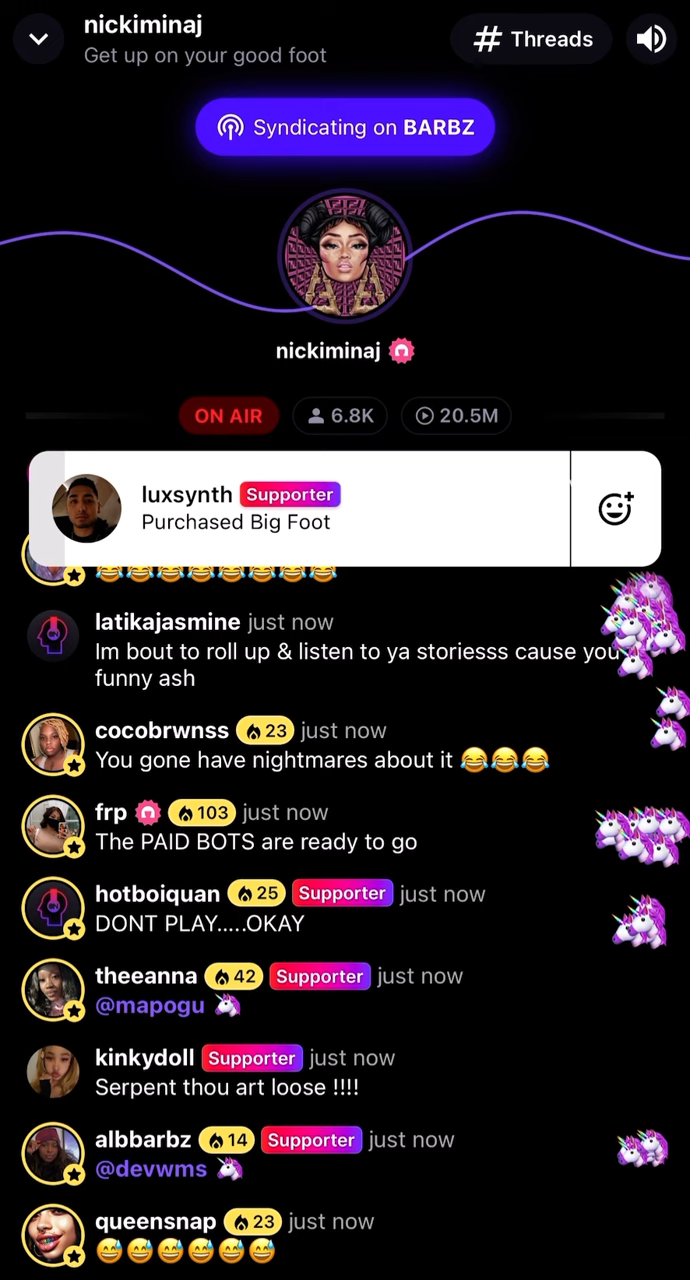 nickiminaj
Get up on your good foot
# Threads
Syndicating on BARBZ
nickiminaj
ON AIR
6.8K
20.5M
luxsynth Supporter
Purchased Big Foot
😂😂😂😂😂😂😂😂
latikajasmine just now
Im bout to roll up & listen to ya storiesss cause you
funny ash
cocobrwnss 23 just now
You gone have nightmares about it 😂😂😂
frp 103 just now
The PAID BOTS are ready to go
hotboiquan 25 Supporter just now
DONT PLAY.....OKAY
theeanna 42 Supporter just now
@mapogu 🦄
kinkydoll Supporter just now
Serpent thou art loose !!!!
albbarbz 14 Supporter just now
@devwms 🦄
queensnap 23 just now
😅😅😅😅😅😅